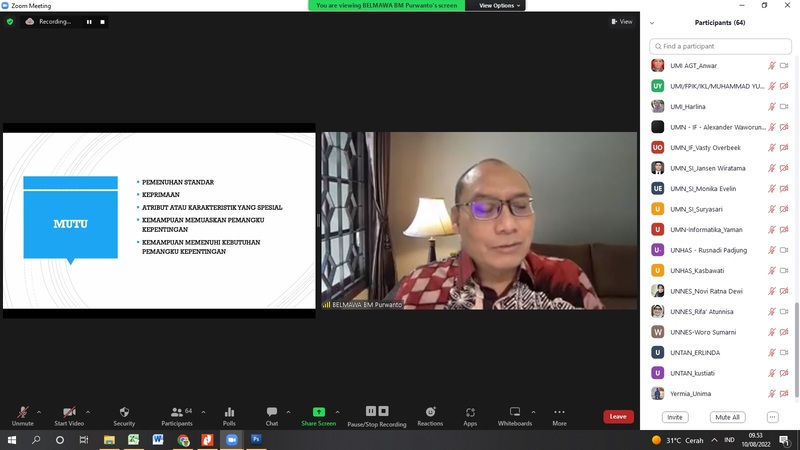 Zoom Meeting
You are viewing BELMAWA BM Purwanto's screen
View Options
Recording...
View
Participants (64)
Find a participant
MUTU
PEMENUHAN STANDAR
KEPRIMAAN
ATRIBUT ATAU KARAKTERISTIK YANG SPESIAL
KEMAMPUAN MEMUASKAN PEMANGKU
KEPENTINGAN
KEMAMPUAN MEMENUHI KEBUTUHAN
PEMANGKU KEPENTINGAN
BELMAWA BM Purwanto
UMI AGT_Anwar
UY UMI/FPIK/IKL/MUHAMMAD YU...
UMI_Harlina
UMN - IF - Alexander Waworun...
UO UMN_IF_Vasty Overbeek
UMN_SI_Jansen Wiratama
UE UMN_SI_Monika Evelin
U UMN_SI_Suryasari
U UMN-Informatika_Yaman
U- UNHAS - Rusnadi Padjung
U UNHAS_Kasbawati
UNNES_Novi Ratna Dewi
UNNES_Rifa' Atunnisa
W UNNES-Woro Sumarni
U UNTAN_ERLINDA
U UNTAN_kustiati
Yermia_Unima
Invite
Mute All
Unmute
Start Video
Security
Participants
64
Polls
Chat
Share Screen
Pause/Stop Recording
Reactions
Apps
Whiteboards
More
Leave
31°C Cerah
IND
09.53
10/08/2022